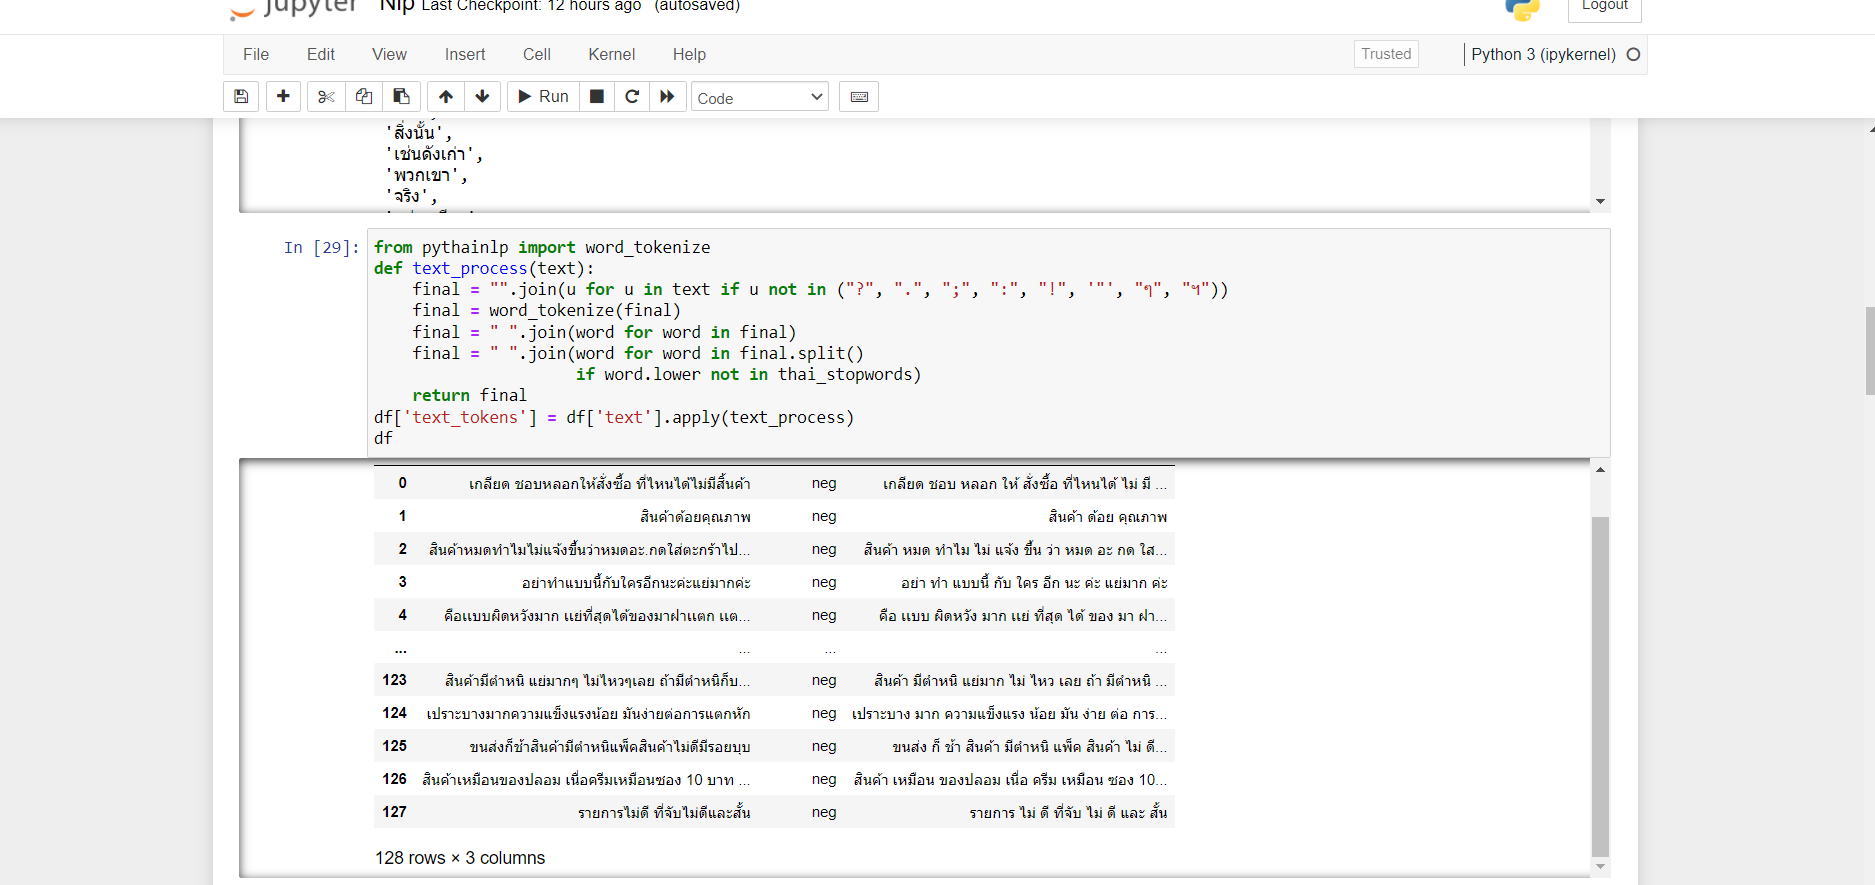 Jupyter Nlp Last Checkpoint: 12 hours ago (autosaved)
Logout
File Edit View Insert Cell Kernel Help
Trusted
Python 3 (ipykernel)
Run
Code
'สิ่งนั้น',
'เช่นดังเก่า',
'พวกเขา',
'จริง',
In [29]:
from pythainlp import word_tokenize
def text_process(text):
    final = "".join(u for u in text if u not in ("?", ".", ";", ":", "!", '"', "ๆ", "ฯ"))
    final = word_tokenize(final)
    final = " ".join(word for word in final)
    final = " ".join(word for word in final.split()
                     if word.lower not in thai_stopwords)
    return final
df['text_tokens'] = df['text'].apply(text_process)
df
0 เกลียด ชอบหลอกให้สั่งซื้อ ที่ไหนได้ไม่มีสิ้นค้า neg เกลียด ชอบ หลอก ให้ สั่งซื้อ ที่ไหนได้ ไม่ มี ...
1 สินค้าด้อยคุณภาพ neg สินค้า ด้อย คุณภาพ
2 สินค้าหมดทำไมไม่แจ้งขึ้นว่าหมดอะ.กดใส่ตะกร้าไป... neg สินค้า หมด ทำไม ไม่ แจ้ง ขึ้น ว่า หมด อะ กด ใส...
3 อย่าทำแบบนี้กับใครอีกนะค่ะแย่มากค่ะ neg อย่า ทำ แบบนี้ กับ ใคร อีก นะ ค่ะ แย่มาก ค่ะ
4 คือแบบผิดหวังมาก แย่ที่สุดได้ของมาฝาแตก แต... neg คือ แบบ ผิดหวัง มาก แย่ ที่สุด ได้ ของ มา ฝา...
... ... ... ...
123 สินค้ามีตำหนิ แย่มากๆ ไม่ไหวๆเลย ถ้ามีตำหนิก็บ... neg สินค้า มีตำหนิ แย่มาก ไม่ ไหว เลย ถ้า มีตำหนิ ...
124 เปราะบางมากความแข็งแรงน้อย มันง่ายต่อการแตกหัก neg เปราะบาง มาก ความแข็งแรง น้อย มัน ง่าย ต่อ การ...
125 ขนส่งก็ช้าสินค้ามีตำหนิแพ็คสินค้าไม่ดีมีรอยบุบ neg ขนส่ง ก็ ช้า สินค้า มีตำหนิ แพ็ค สินค้า ไม่ ดี...
126 สินค้าเหมือนของปลอม เนื่อครีมเหมือนซอง 10 บาท ... neg สินค้า เหมือน ของปลอม เนื่อ ครีม เหมือน ซอง 10...
127 รายการไม่ดี ที่จับไม่ดีและสั้น neg รายการ ไม่ ดี ที่จับ ไม่ ดี และ สั้น
128 rows × 3 columns